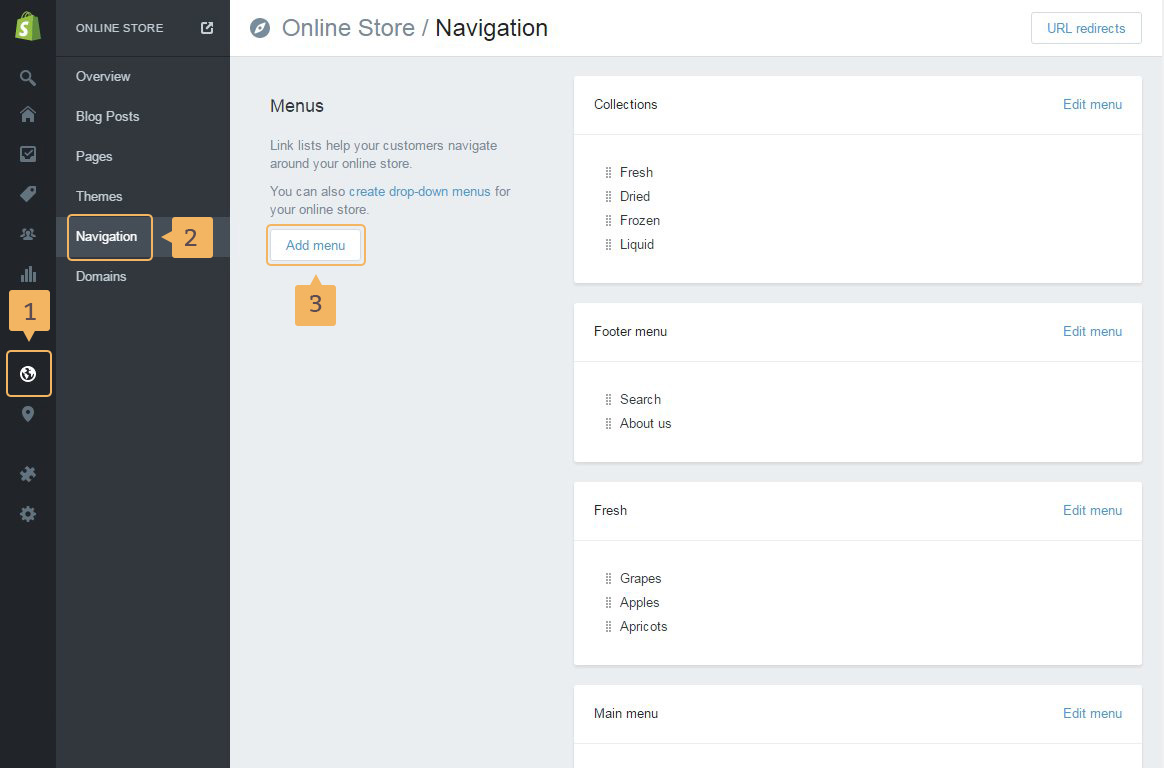 ONLINE STORE
Overview
Blog Posts
Pages
Themes
Navigation
2
Domains
1
Online Store / Navigation
URL redirects
Menus
Link lists help your customers navigate
around your online store.
You can also create drop-down menus for
your online store.
Add menu
3
Collections
Edit menu
Fresh
Dried
Frozen
Liquid
Footer menu
Edit menu
Search
About us
Fresh
Edit menu
Grapes
Apples
Apricots
Main menu
Edit menu